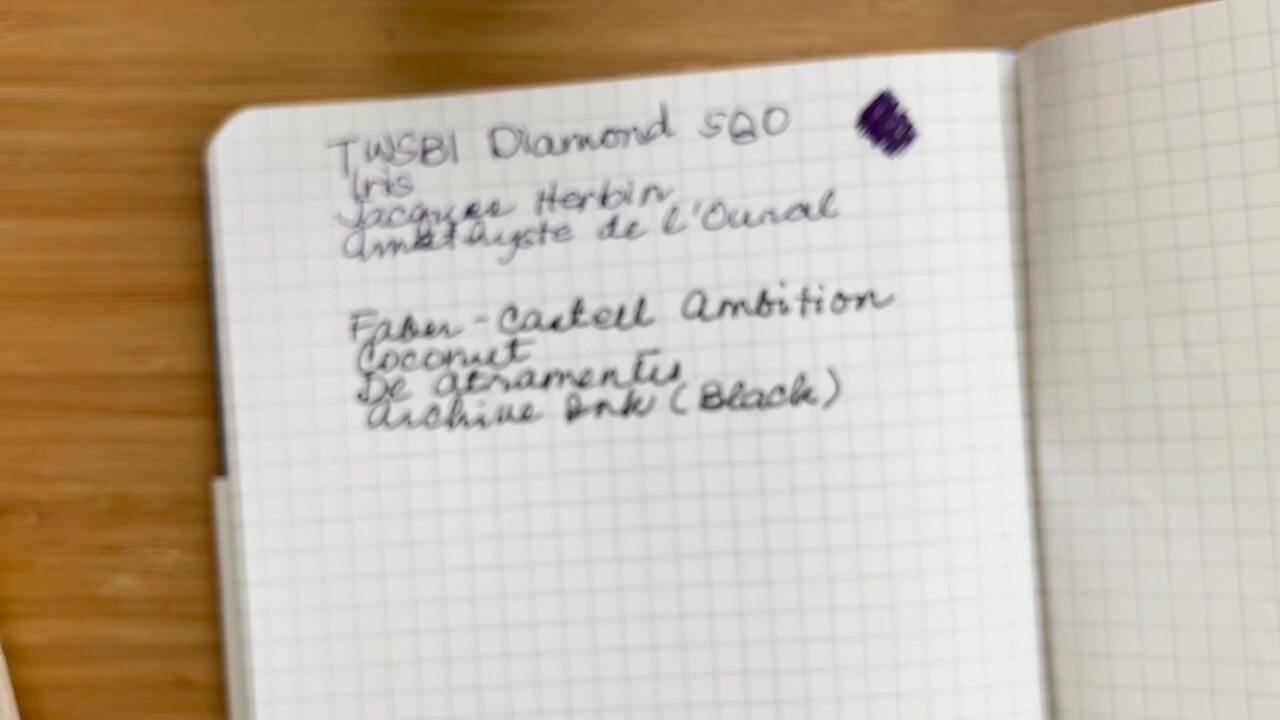 TWSBI Diamond 580
Iris
Jacques Herbin
Améthyste de l'Oural
Faber-Castell Ambition
Coconut
De Atramentis
Archive Ink (Black)